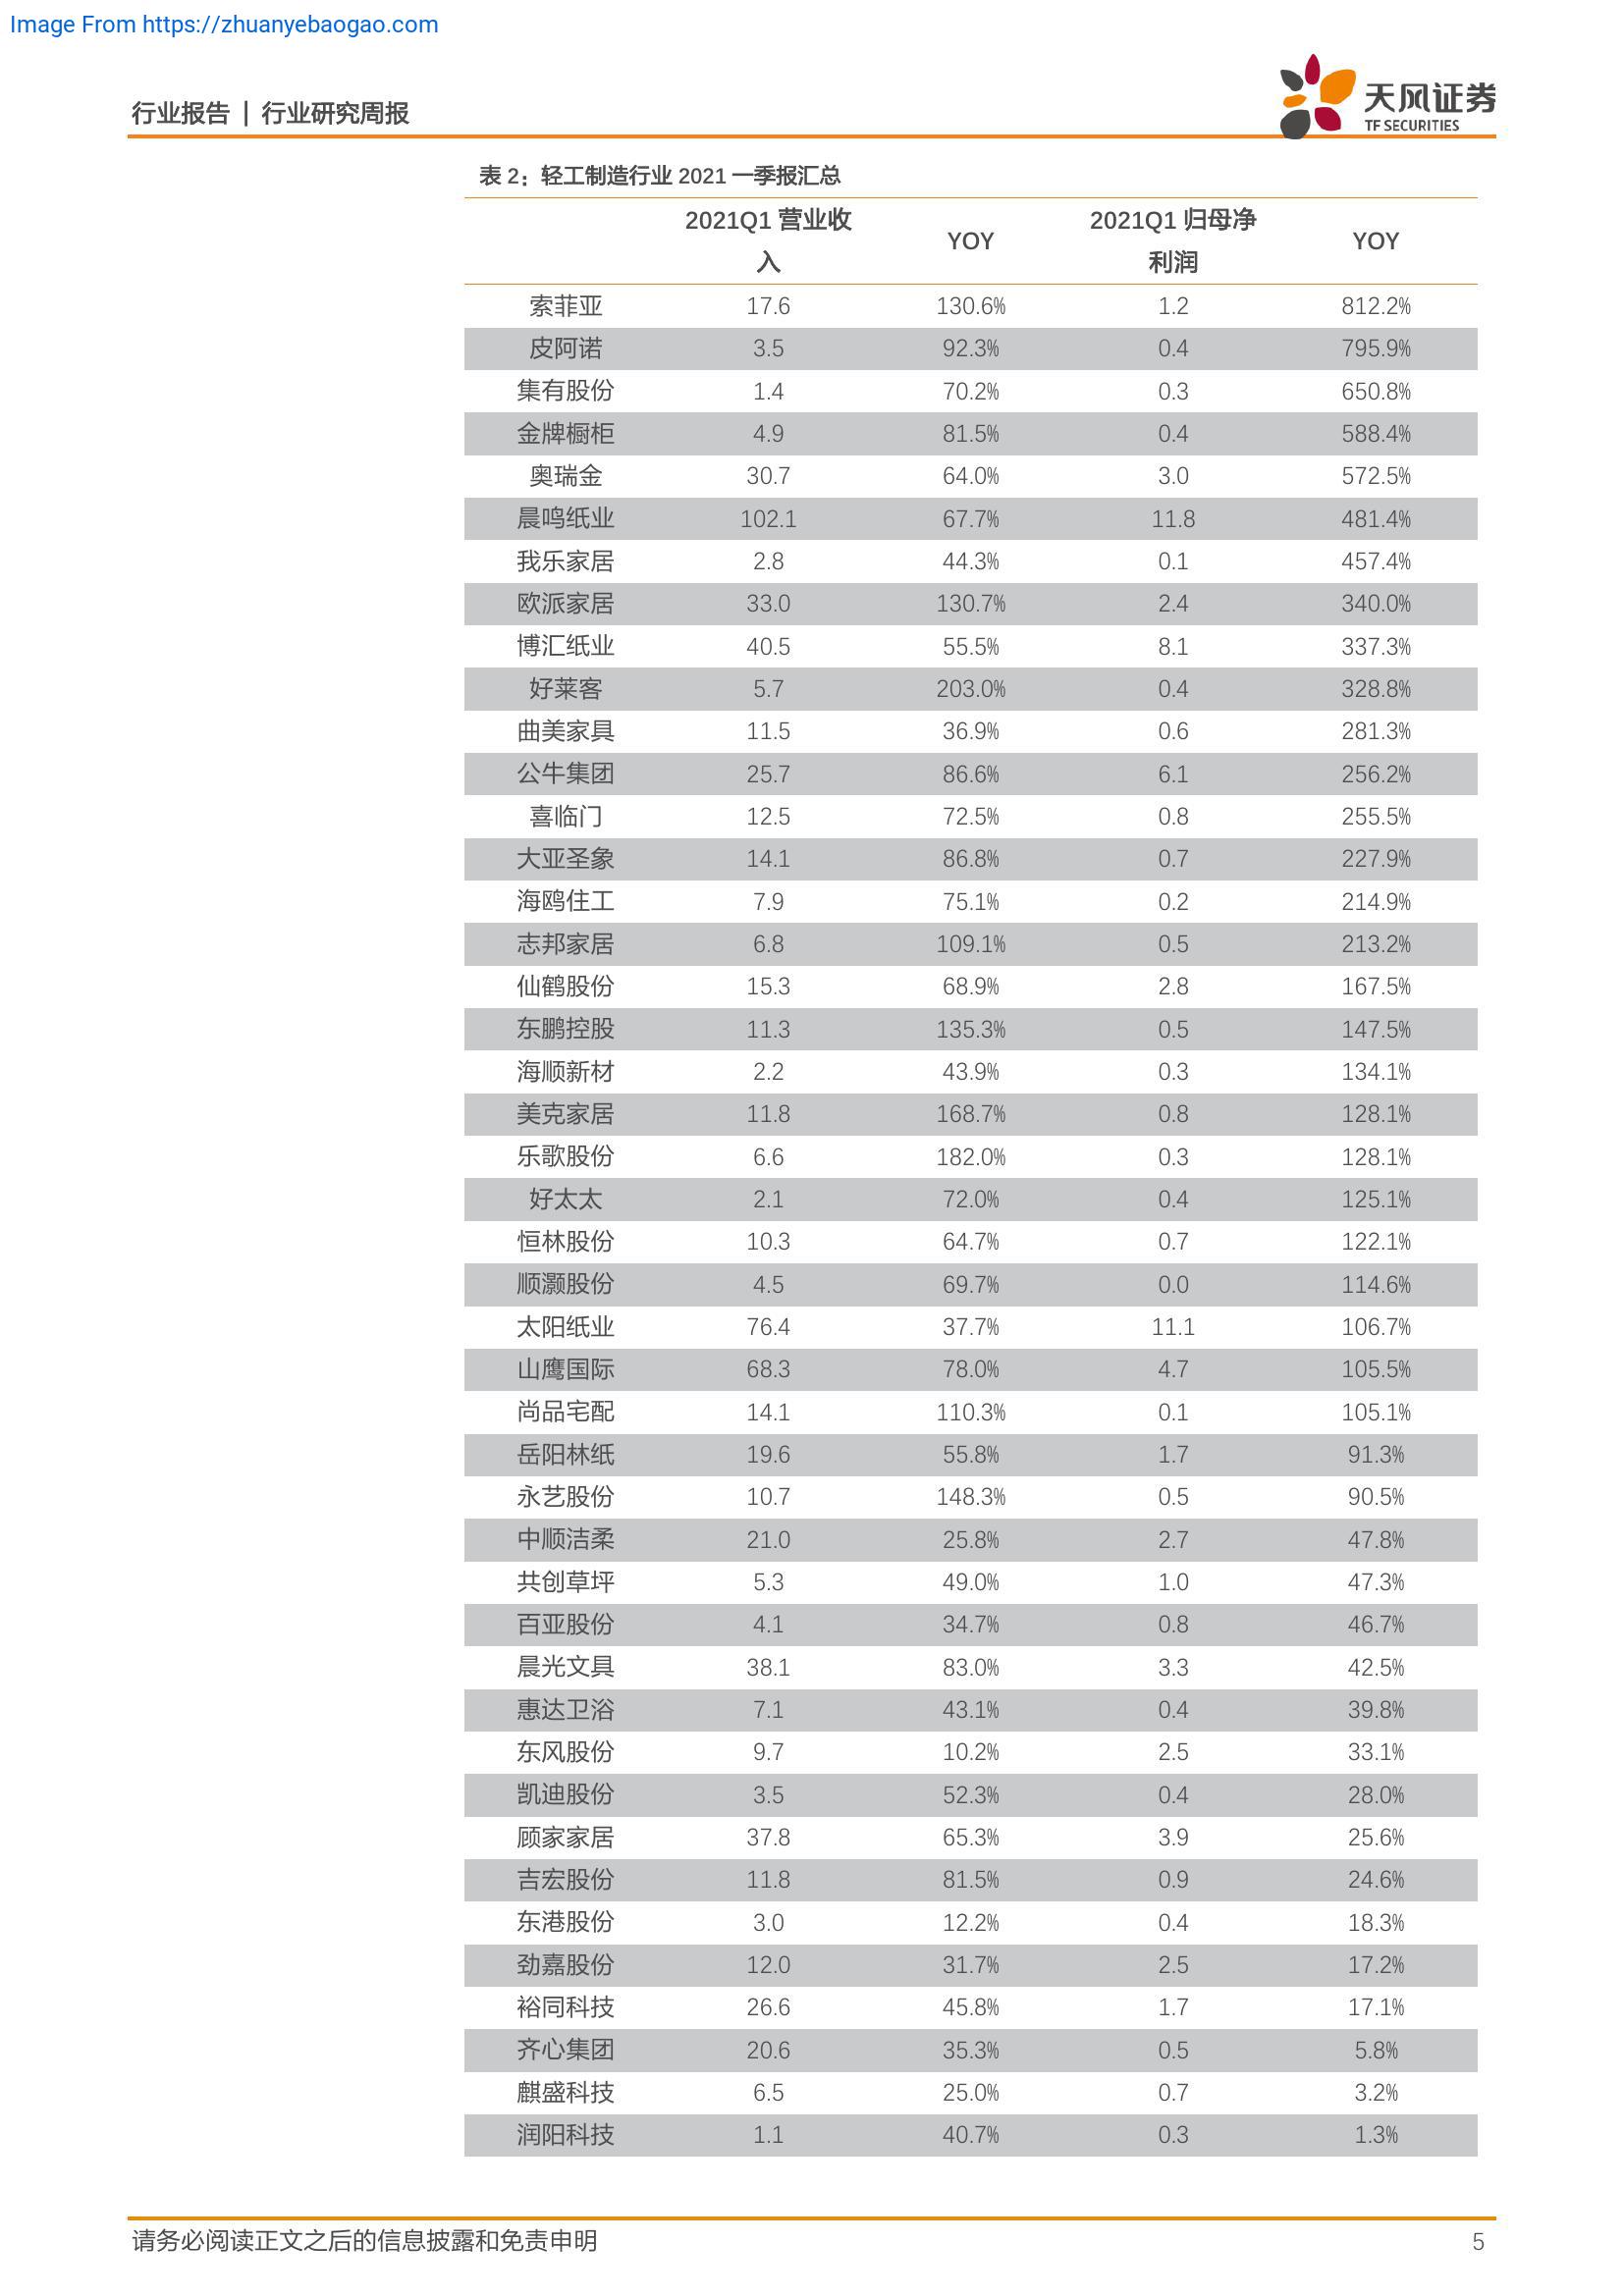 Image From https://zhuanyebaogao.com
行业报告 | 行业研究周报
天风证券
TF SECURITIES
表 2：轻工制造行业 2021 一季报汇总
2021Q1 营业收入 YOY 2021Q1 归母净利润 YOY
索菲亚 17.6 130.6% 1.2 812.2%
皮阿诺 3.5 92.3% 0.4 795.9%
集有股份 1.4 70.2% 0.3 650.8%
金牌橱柜 4.9 81.5% 0.4 588.4%
奥瑞金 30.7 64.0% 3.0 572.5%
晨鸣纸业 102.1 67.7% 11.8 481.4%
我乐家居 2.8 44.3% 0.1 457.4%
欧派家居 33.0 130.7% 2.4 340.0%
博汇纸业 40.5 55.5% 8.1 337.3%
好莱客 5.7 203.0% 0.4 328.8%
曲美家具 11.5 36.9% 0.6 281.3%
公牛集团 25.7 86.6% 6.1 256.2%
喜临门 12.5 72.5% 0.8 255.5%
大亚圣象 14.1 86.8% 0.7 227.9%
海鸥住工 7.9 75.1% 0.2 214.9%
志邦家居 6.8 109.1% 0.5 213.2%
仙鹤股份 15.3 68.9% 2.8 167.5%
东鹏控股 11.3 135.3% 0.5 147.5%
海顺新材 2.2 43.9% 0.3 134.1%
美克家居 11.8 168.7% 0.8 128.1%
乐歌股份 6.6 182.0% 0.3 128.1%
好太太 2.1 72.0% 0.4 125.1%
恒林股份 10.3 64.7% 0.7 122.1%
顺灏股份 4.5 69.7% 0.0 114.6%
太阳纸业 76.4 37.7% 11.1 106.7%
山鹰国际 68.3 78.0% 4.7 105.5%
尚品宅配 14.1 110.3% 0.1 105.1%
岳阳林纸 19.6 55.8% 1.7 91.3%
永艺股份 10.7 148.3% 0.5 90.5%
中顺洁柔 21.0 25.8% 2.7 47.8%
共创草坪 5.3 49.0% 1.0 47.3%
百亚股份 4.1 34.7% 0.8 46.7%
晨光文具 38.1 83.0% 3.3 42.5%
惠达卫浴 7.1 43.1% 0.4 39.8%
东风股份 9.7 10.2% 2.5 33.1%
凯迪股份 3.5 52.3% 0.4 28.0%
顾家家居 37.8 65.3% 3.9 25.6%
吉宏股份 11.8 81.5% 0.9 24.6%
东港股份 3.0 12.2% 0.4 18.3%
劲嘉股份 12.0 31.7% 2.5 17.2%
裕同科技 26.6 45.8% 1.7 17.1%
齐心集团 20.6 35.3% 0.5 5.8%
麒盛科技 6.5 25.0% 0.7 3.2%
润阳科技 1.1 40.7% 0.3 1.3%
请务必阅读正文之后的信息披露和免责申明 5